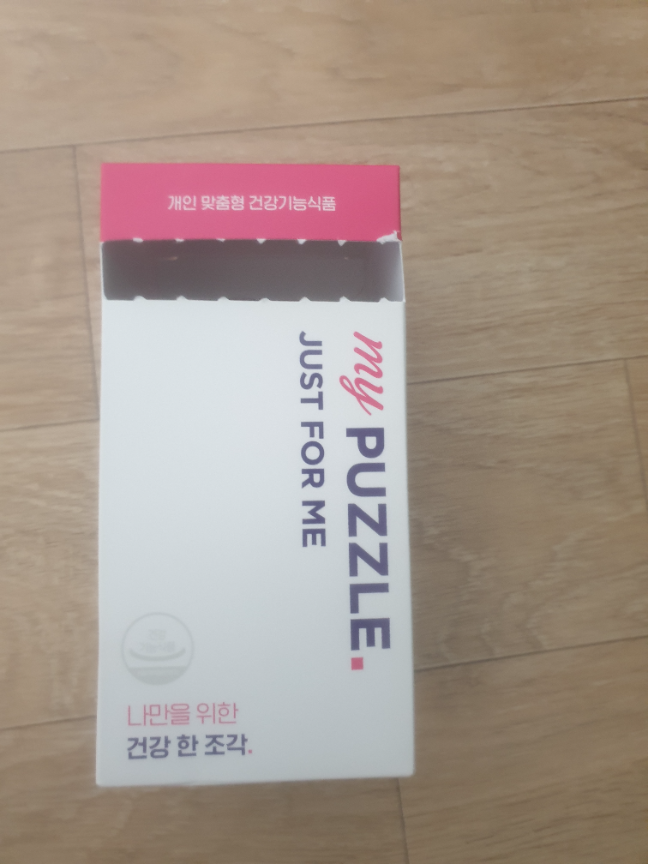 개인 맞춤형 건강기능식품
my PUZZLE.
JUST FOR ME
나만을 위한
건강 한 조각.